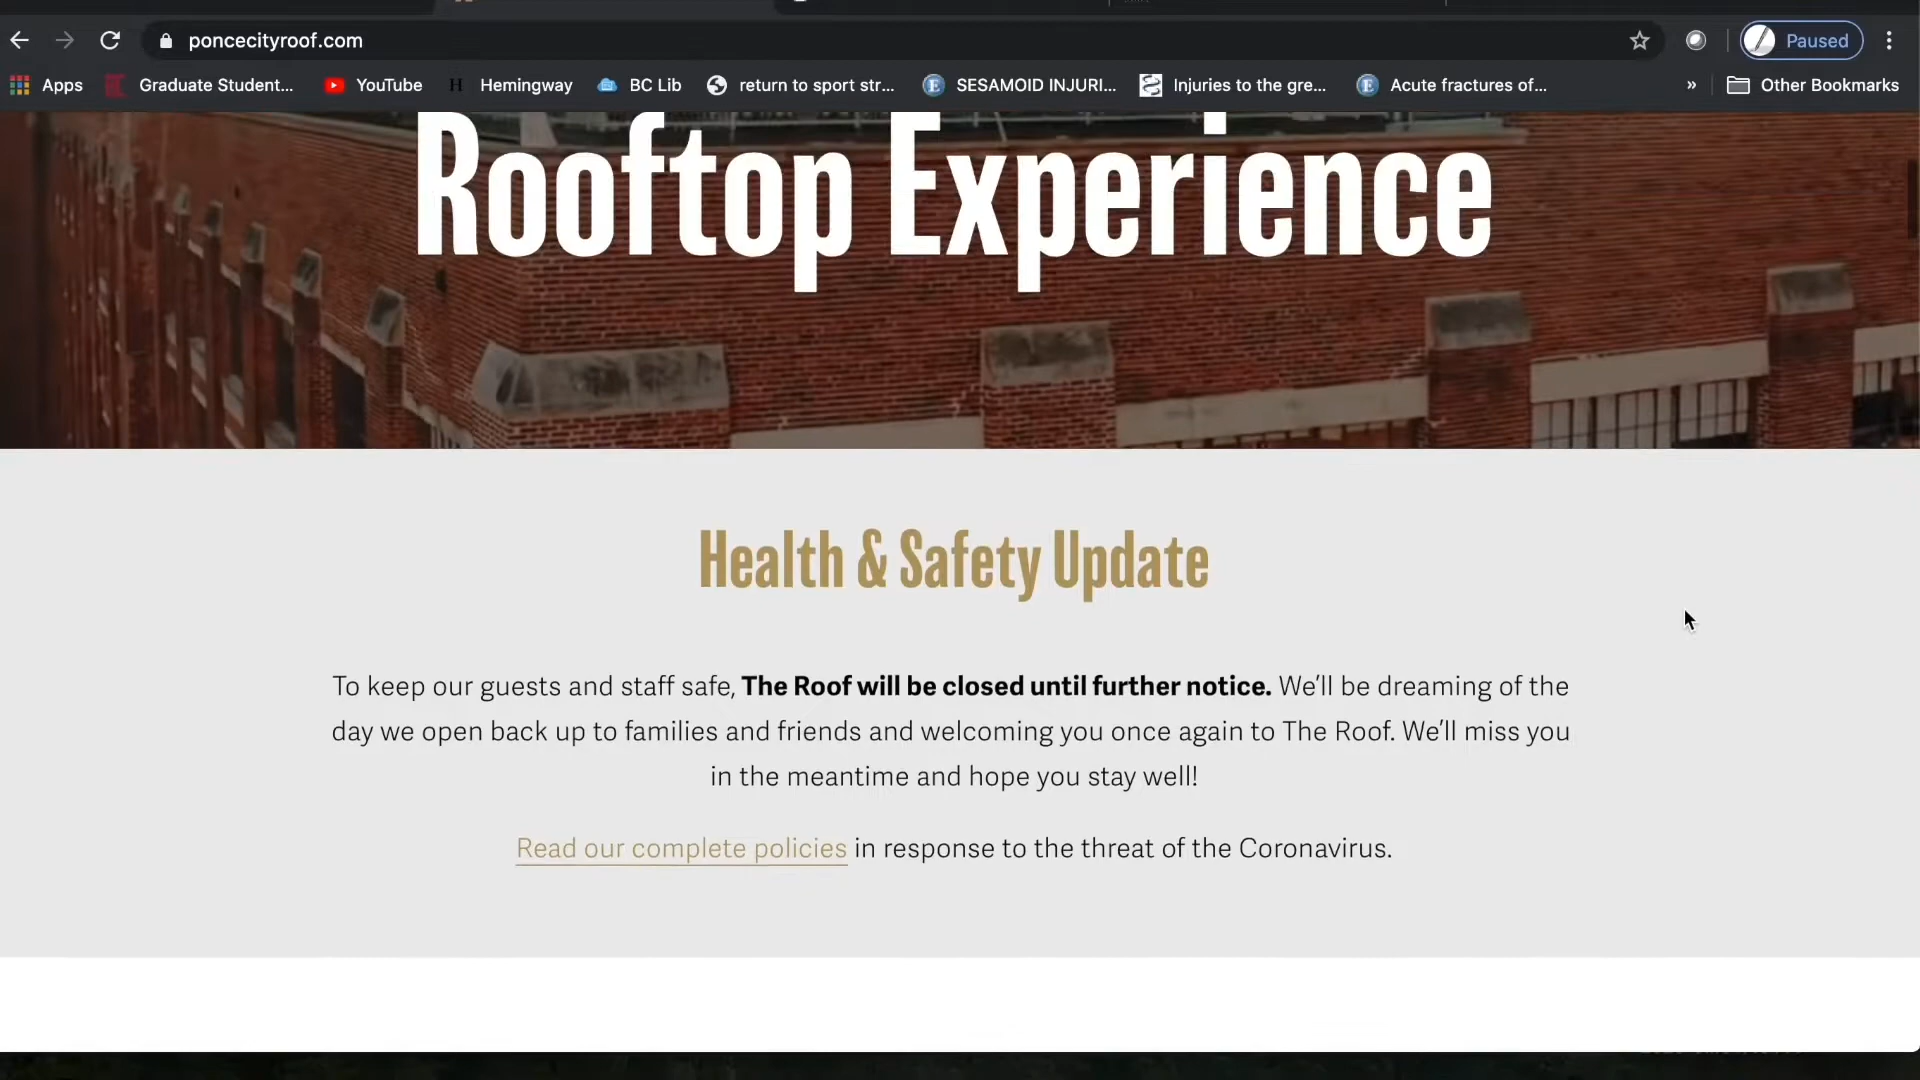 poncecityroof.com
Paused
Apps
Graduate Student...
YouTube
H
Hemingway
BC Lib
return to sport str...
SESAMOID INJURI...
Injuries to the gre...
Acute fractures of...
»
Other Bookmarks
Rooftop Experience
Health & Safety Update
To keep our guests and staff safe, The Roof will be closed until further notice. We’ll be dreaming of the
day we open back up to families and friends and welcoming you once again to The Roof. We’ll miss you
in the meantime and hope you stay well!
Read our complete policies in response to the threat of the Coronavirus.